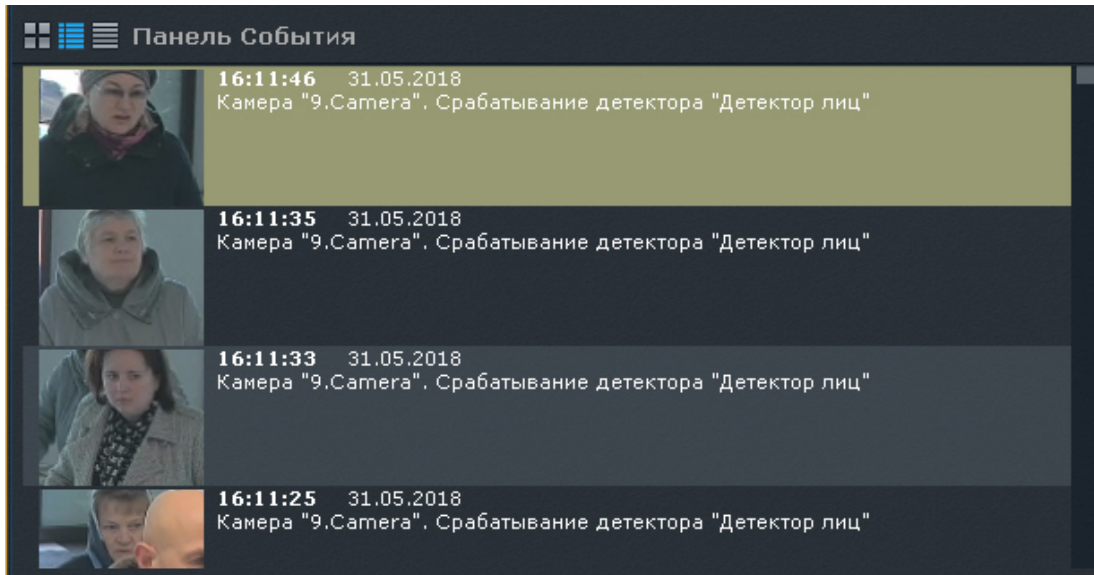 Панель События
16:11:46 31.05.2018
Камера "9.Camera". Срабатывание детектора "Детектор лиц"
16:11:35 31.05.2018
Камера "9.Camera". Срабатывание детектора "Детектор лиц"
16:11:33 31.05.2018
Камера "9.Camera". Срабатывание детектора "Детектор лиц"
16:11:25 31.05.2018
Камера "9.Camera". Срабатывание детектора "Детектор лиц"